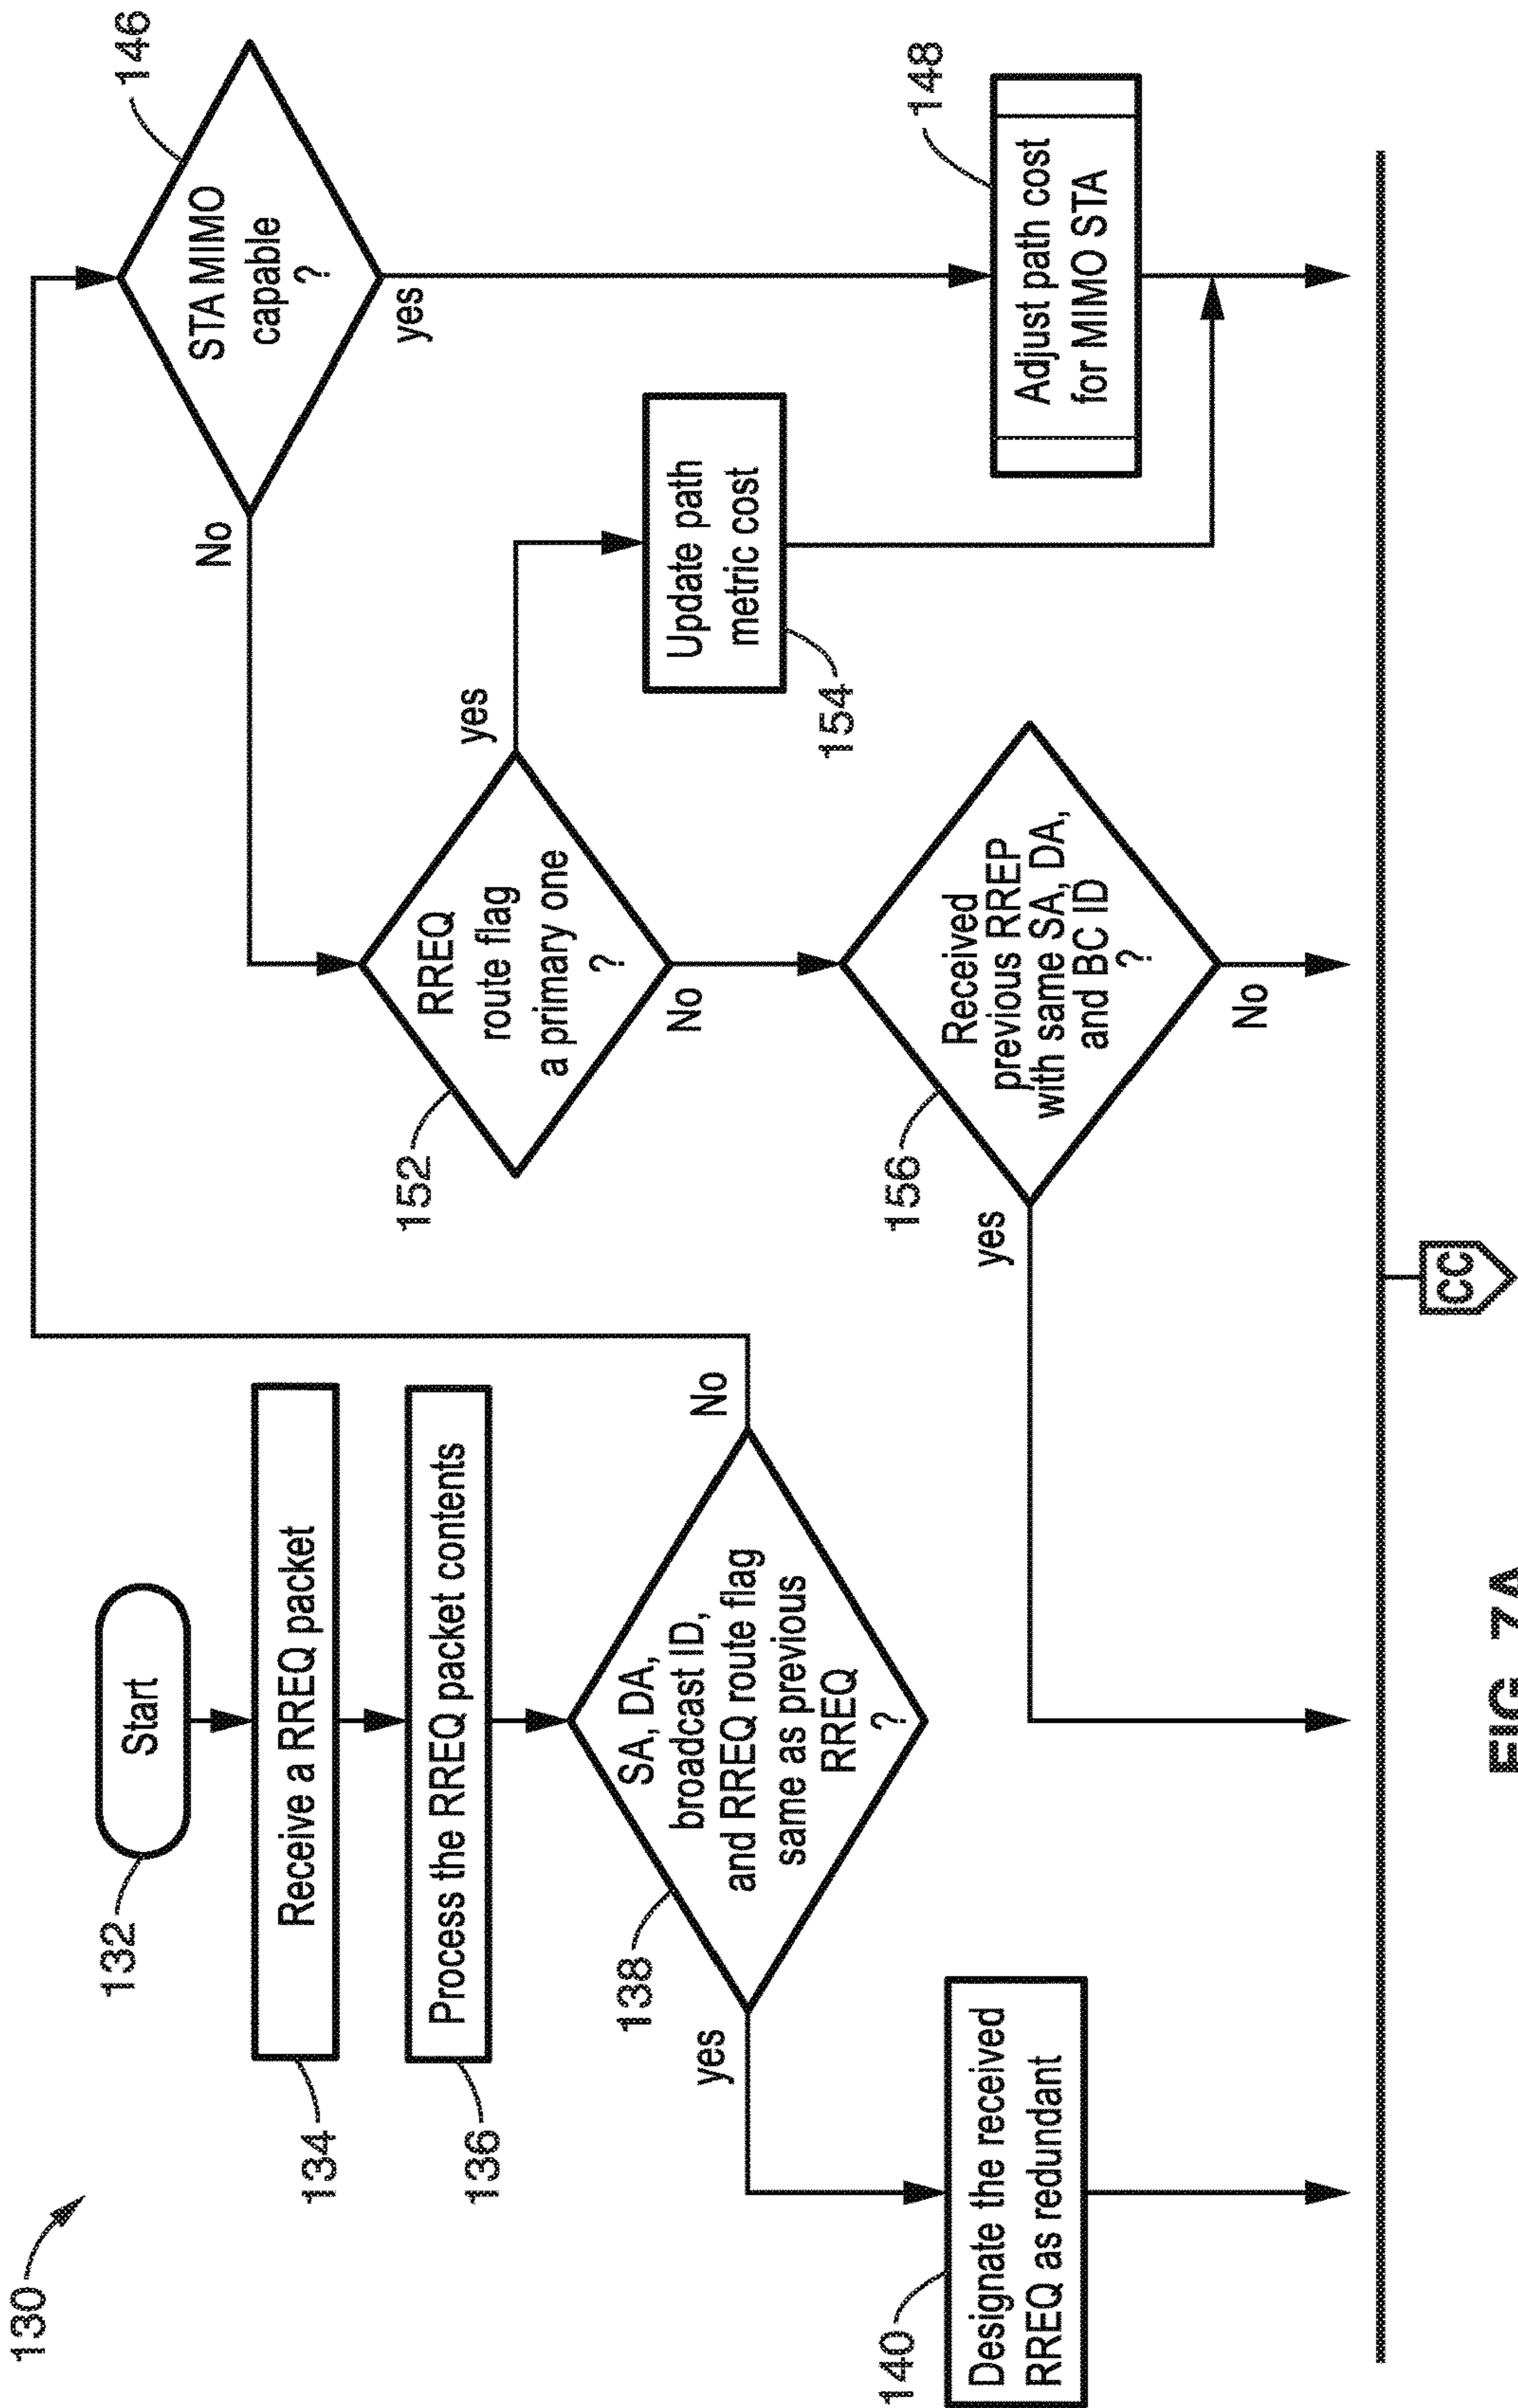 130
132
Start
134
Receive a RREQ packet
136
Process the RREQ packet contents
138
SA, DA,
broadcast ID,
and RREQ route flag
same as previous
RREQ
?
yes
No
140
Designate the received
RREQ as redundant
146
STA MIMO
capable
?
No
yes
148
Adjust path cost
for MIMO STA
152
RREQ
route flag
a primary one
?
yes
No
154
Update path
metric cost
156
Received
previous RREP
with same SA, DA,
and BC ID
?
yes
No
CC
FIG. 7A